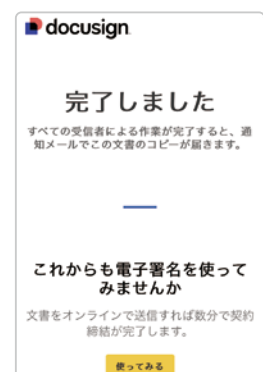 docusign
完了しました
すべての受信者による作業が完了すると、通
知メールでこの文書のコピーが届きます。
これからも電子署名を使って
みませんか
文書をオンラインで送信すれば数分で契約
締結が完了します。
使ってみる